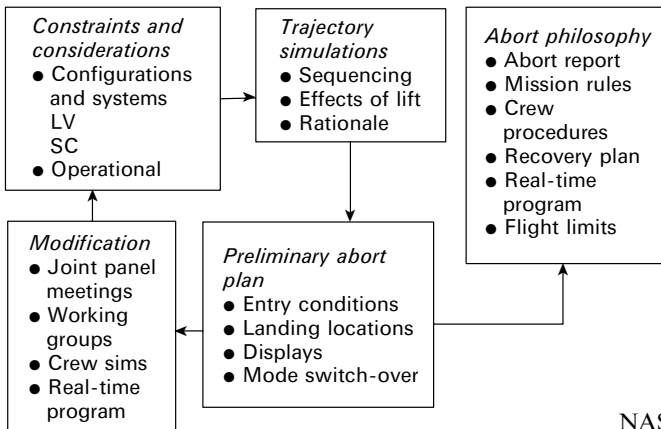 Constraints and
considerations
● Configurations
and systems
LV
SC
● Operational
Trajectory
simulations
● Sequencing
● Effects of lift
● Rationale
Abort philosophy
● Abort report
● Mission rules
● Crew
procedures
● Recovery plan
● Real-time
program
● Flight limits
Modification
● Joint panel
meetings
● Working
groups
● Crew sims
● Real-time
program
Preliminary abort
plan
● Entry conditions
● Landing locations
● Displays
● Mode switch-over
NAS